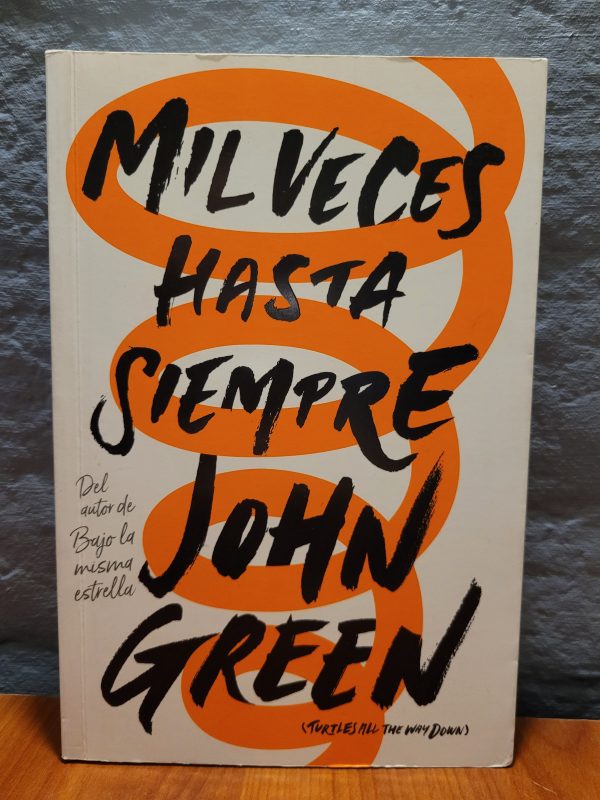 MIL VECES
HASTA
SIEMPRE
Del
autor de
Bajo la
misma
estrella
JOHN
GREEN
(TURTLES ALL THE WAY DOWN)